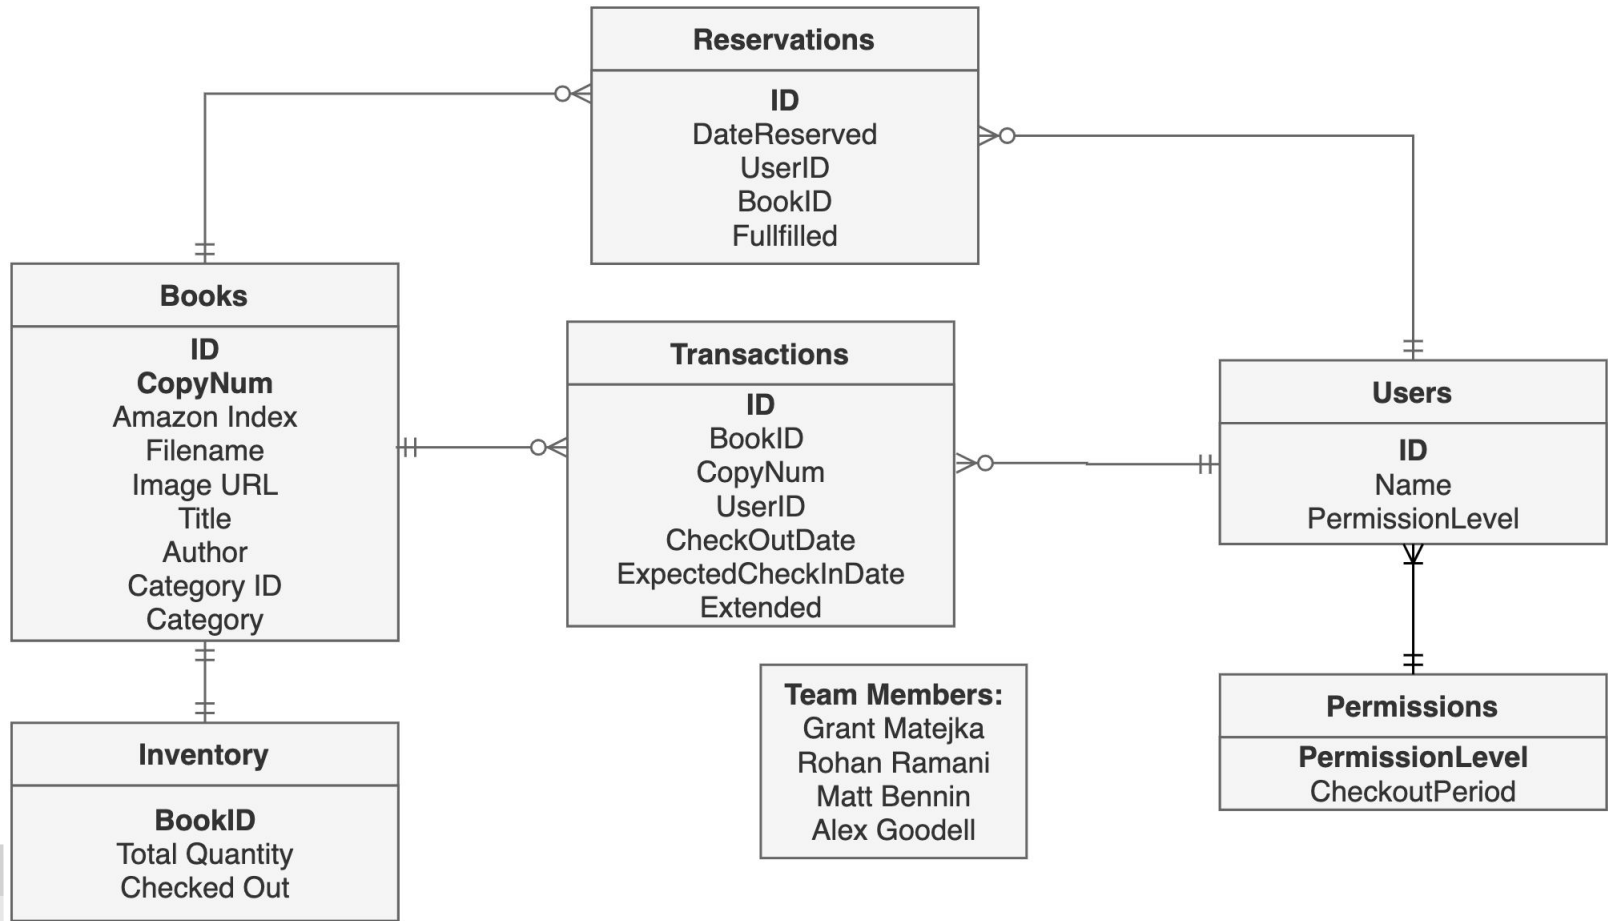 Reservations
ID
DateReserved
UserID
BookID
Fullfilled
Books
ID
CopyNum
Amazon Index
Filename
Image URL
Title
Author
Category ID
Category
Transactions
ID
BookID
CopyNum
UserID
CheckOutDate
ExpectedCheckInDate
Extended
Users
ID
Name
PermissionLevel
Inventory
BookID
Total Quantity
Checked Out
Team Members:
Grant Matejka
Rohan Ramani
Matt Bennin
Alex Goodell
Permissions
PermissionLevel
CheckoutPeriod